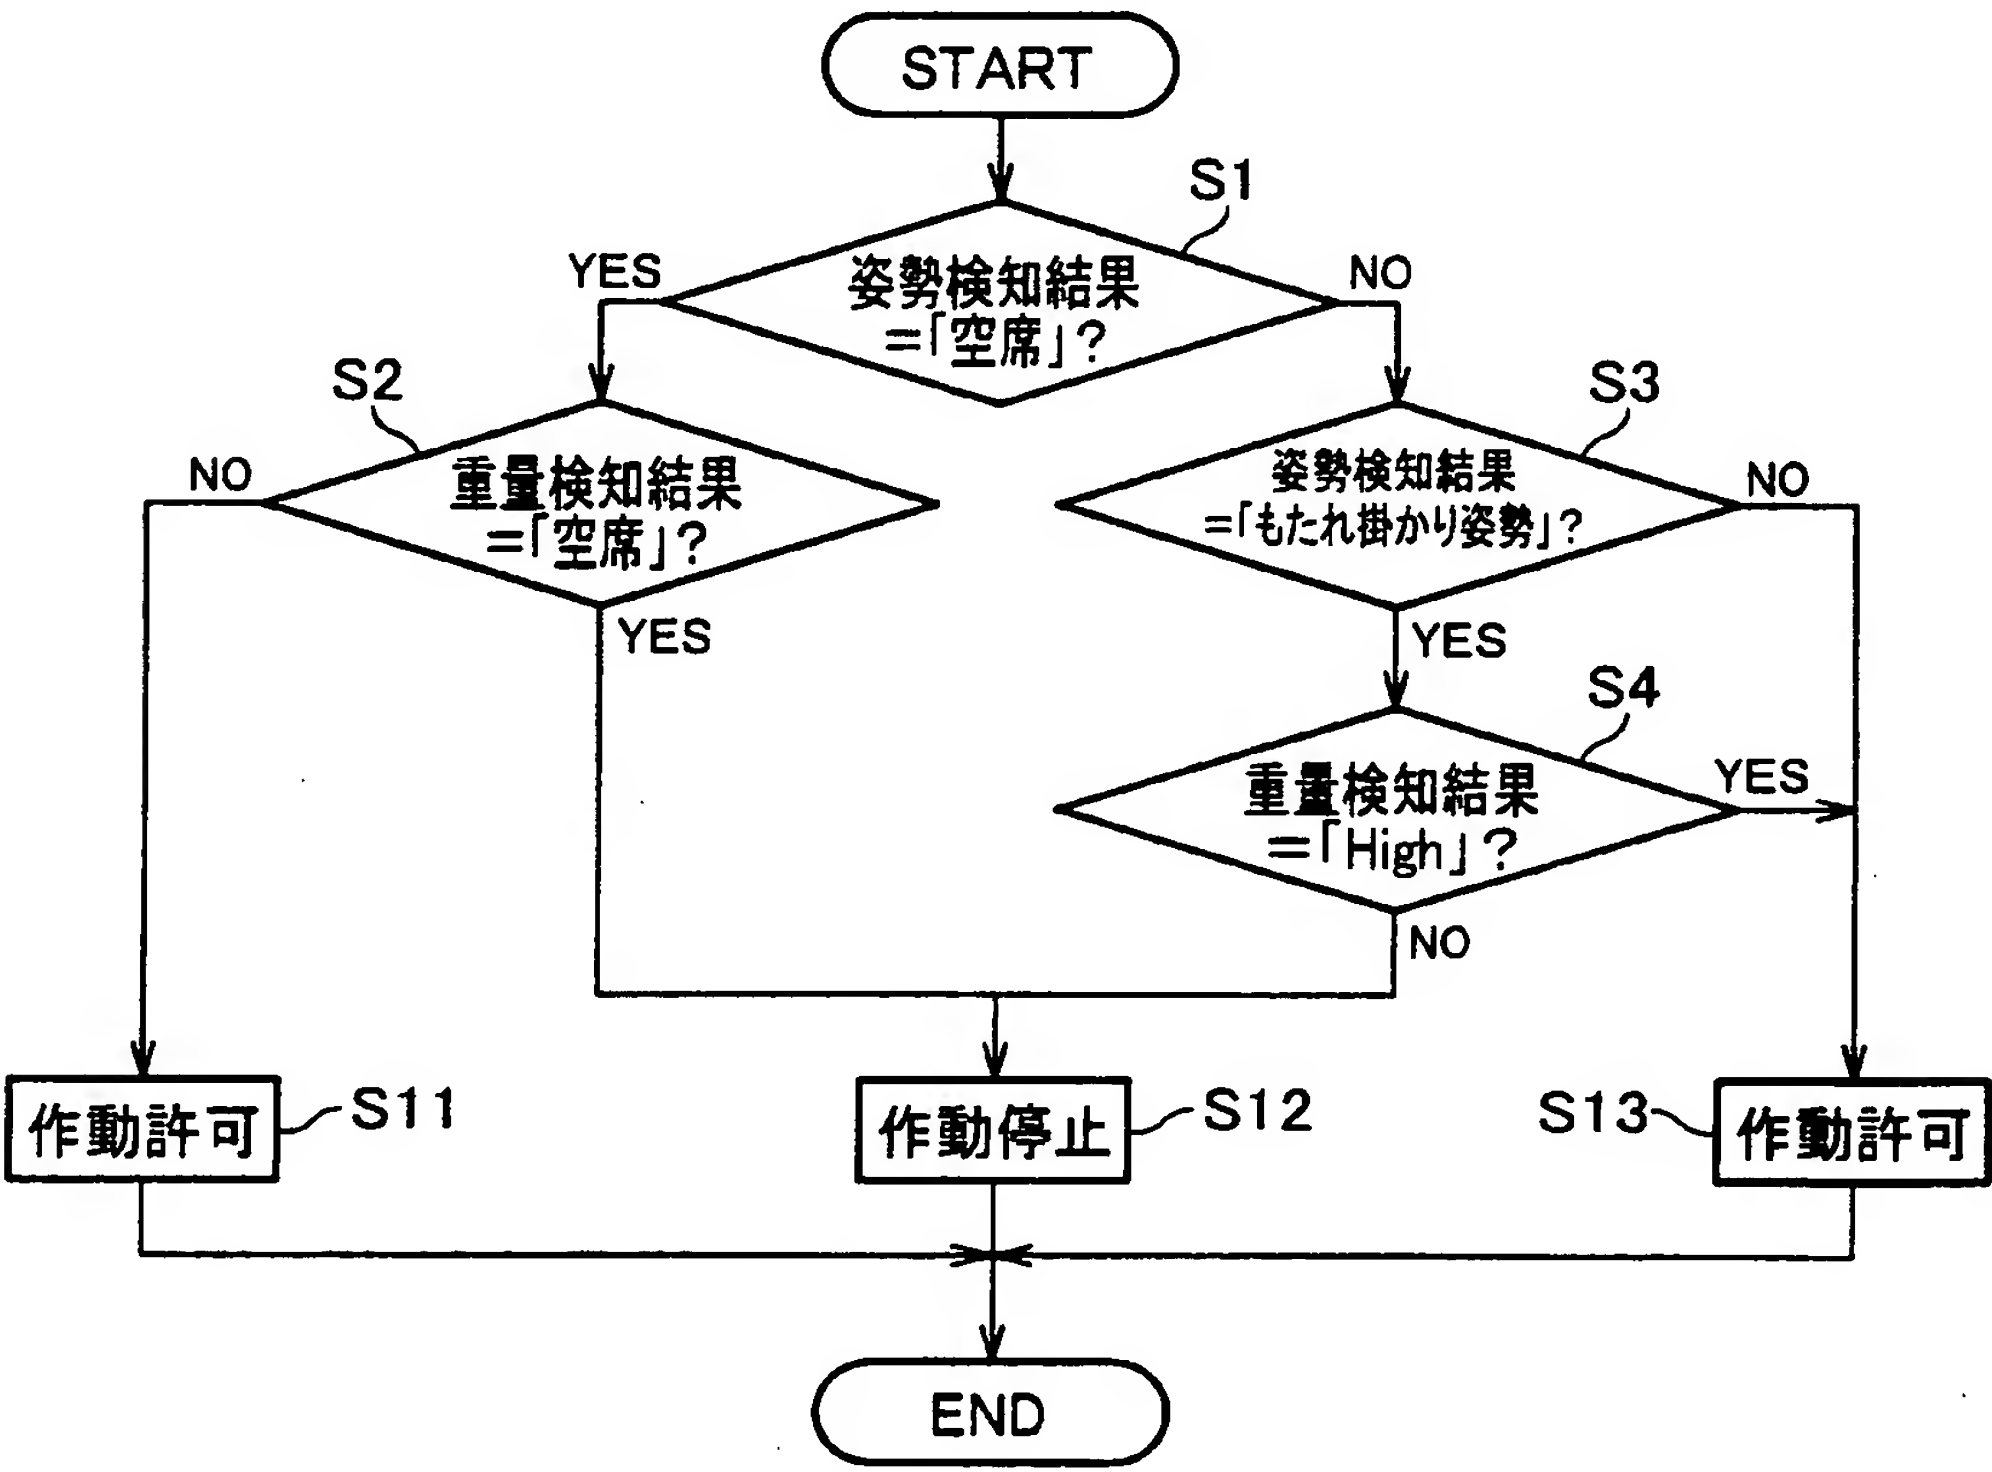 START
S1
YES
NO
姿勢検知結果
=「空席」?
S2
S3
NO
重量検知結果
=「空席」?
姿勢検知結果
=「もたれ掛かり姿勢」?
NO
YES
YES
S4
重量検知結果
=「High」?
YES
NO
作動許可
S11
作動停止
S12
S13
作動許可
END